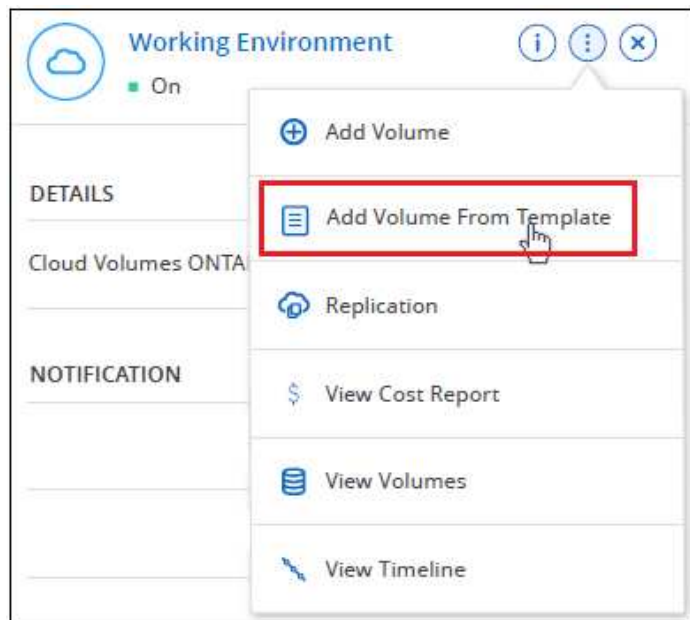 Working Environment
On
Add Volume
DETAILS
Add Volume From Template
Cloud Volumes ONTA
Replication
NOTIFICATION
$ View Cost Report
View Volumes
View Timeline